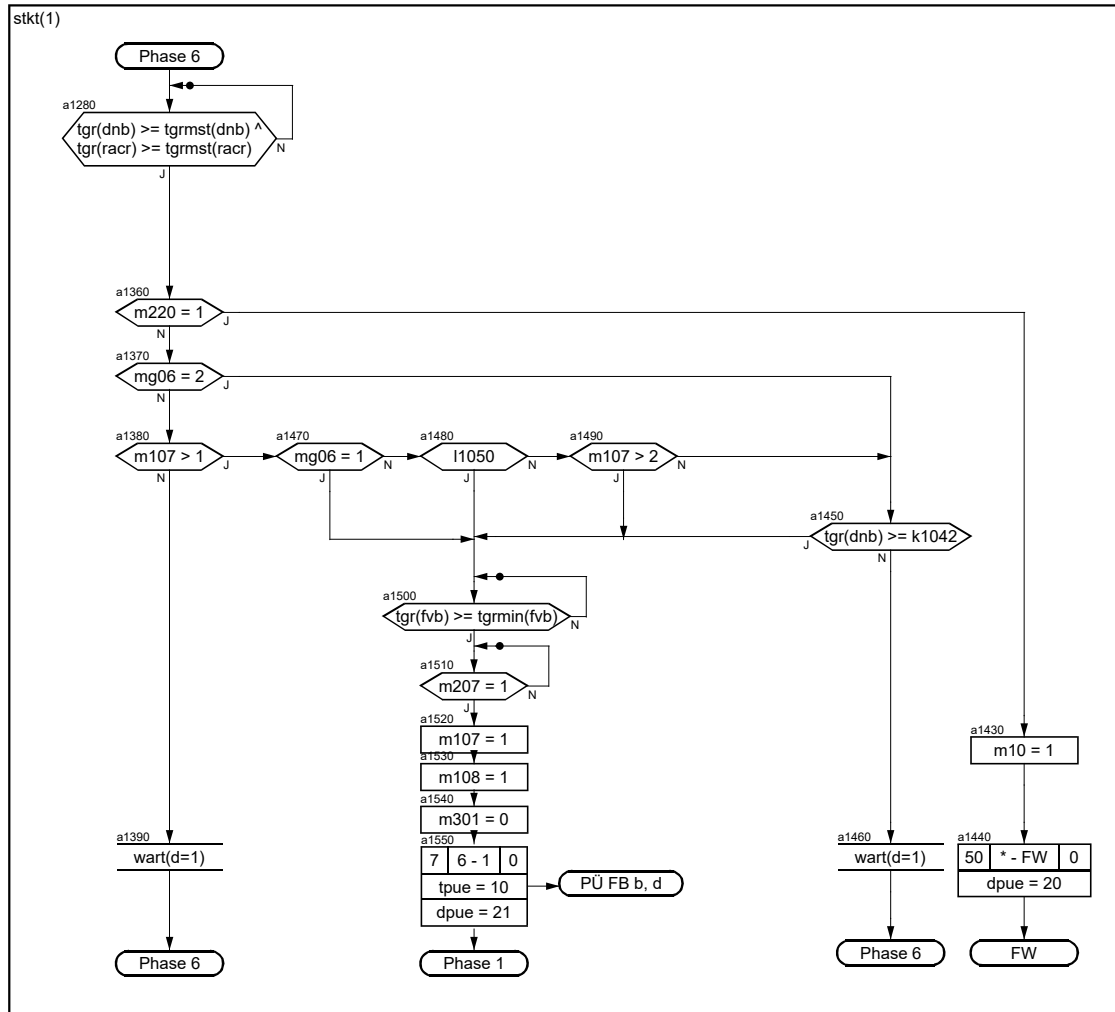 stkt(1)
Phase 6
a1280
tgr(dnb) >= tgrmst(dnb) ^
tgr(racr) >= tgrmst(racr)
N
J
a1360
m220 = 1
J
N
a1370
mg06 = 2
J
N
a1380
m107 > 1
J
N
a1470
mg06 = 1
N
J
a1480
l1050
N
J
a1490
m107 > 2
N
J
a1450
tgr(dnb) >= k1042
J
N
a1500
tgr(fvb) >= tgrmin(fvb)
N
J
a1510
m207 = 1
N
J
a1520
m107 = 1
a1530
m108 = 1
a1540
m301 = 0
a1550
7 6 - 1 0
tpue = 10
dpue = 21
PÜ FB b, d
Phase 1
a1390
wart(d=1)
Phase 6
a1460
wart(d=1)
Phase 6
a1430
m10 = 1
a1440
50 * - FW 0
dpue = 20
FW